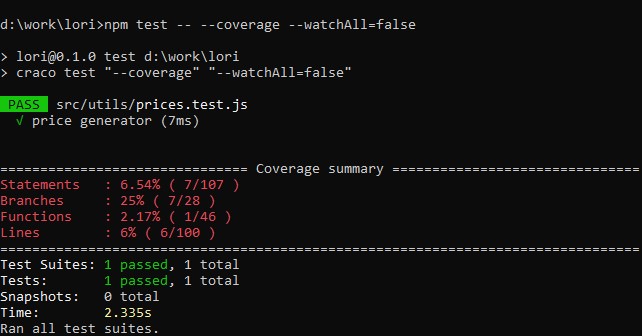 d:\work\lori>npm test -- --coverage --watchAll=false
> lori@0.1.0 test d:\work\lori
> craco test "--coverage" "--watchAll=false"
PASS src/utils/prices.test.js
√ price generator (7ms)
=============================== Coverage summary ===============================
Statements   : 6.54% ( 7/107 )
Branches     : 25% ( 7/28 )
Functions    : 2.17% ( 1/46 )
Lines        : 6% ( 6/100 )
================================================================================
Test Suites: 1 passed, 1 total
Tests:       1 passed, 1 total
Snapshots:   0 total
Time:        2.335s
Ran all test suites.